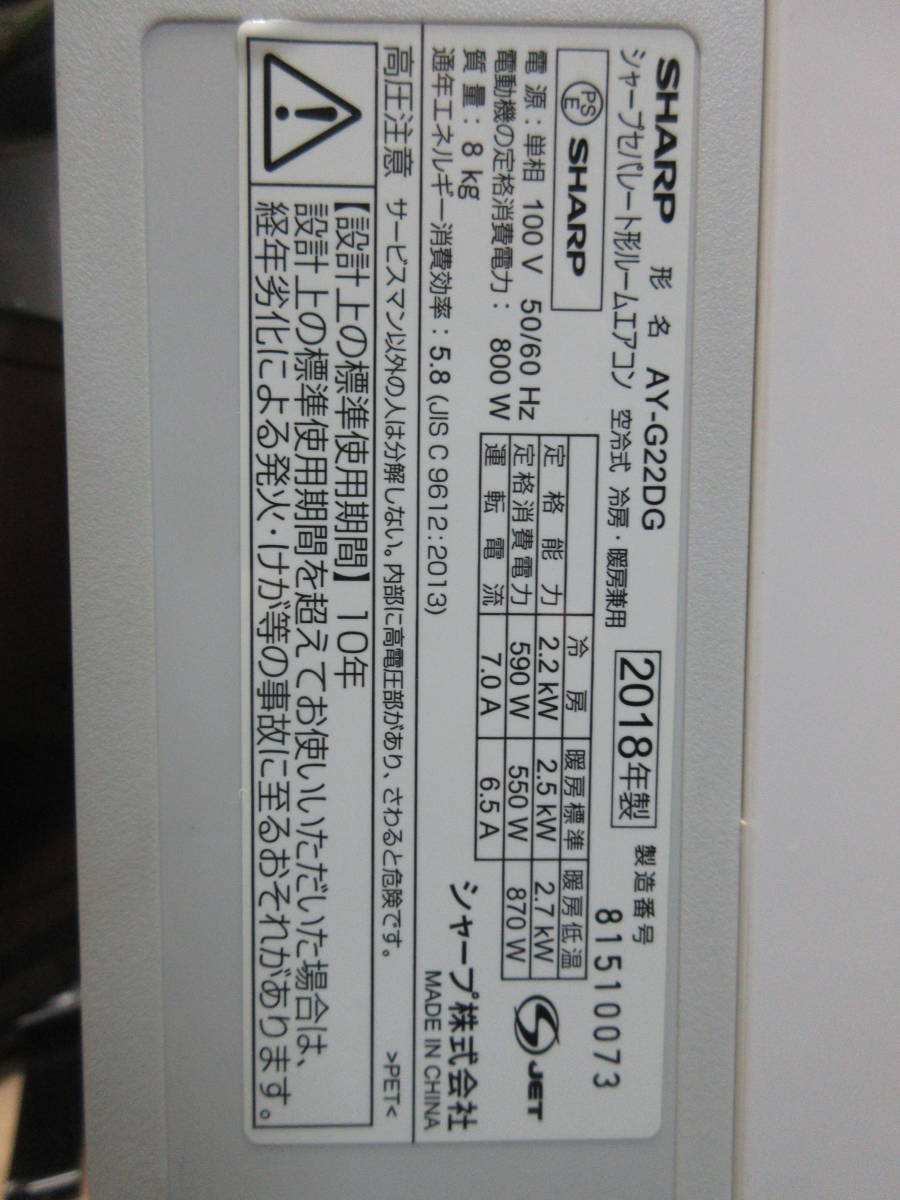 SHARP 形名 AY-G22DG 2018年製 製造番号
シャープセパレート形ルームエアコン 空冷式 冷房・暖房兼用 81510073
PSE SHARP
電源：単相 100V 50/60 Hz
電動機の定格消費電力： 800 W
質量：8 kg
通年エネルギー消費効率：5.8 (JIS C 9612:2013)
冷房 暖房標準 暖房低温
定格能力 2.2 kW 2.5 kW 2.7 kW
定格消費電力 590 W 550 W 870 W
運転電流 7.0 A 6.5 A
JET
シャープ株式会社
MADE IN CHINA
高圧注意 サービスマン以外の人は分解しない。内部に高電圧部があり、さわると危険です。 >PET<
【設計上の標準使用期間】10年
設計上の標準使用期間を超えてお使いいただいた場合は、
経年劣化による発火・けが等の事故に至るおそれがあります。